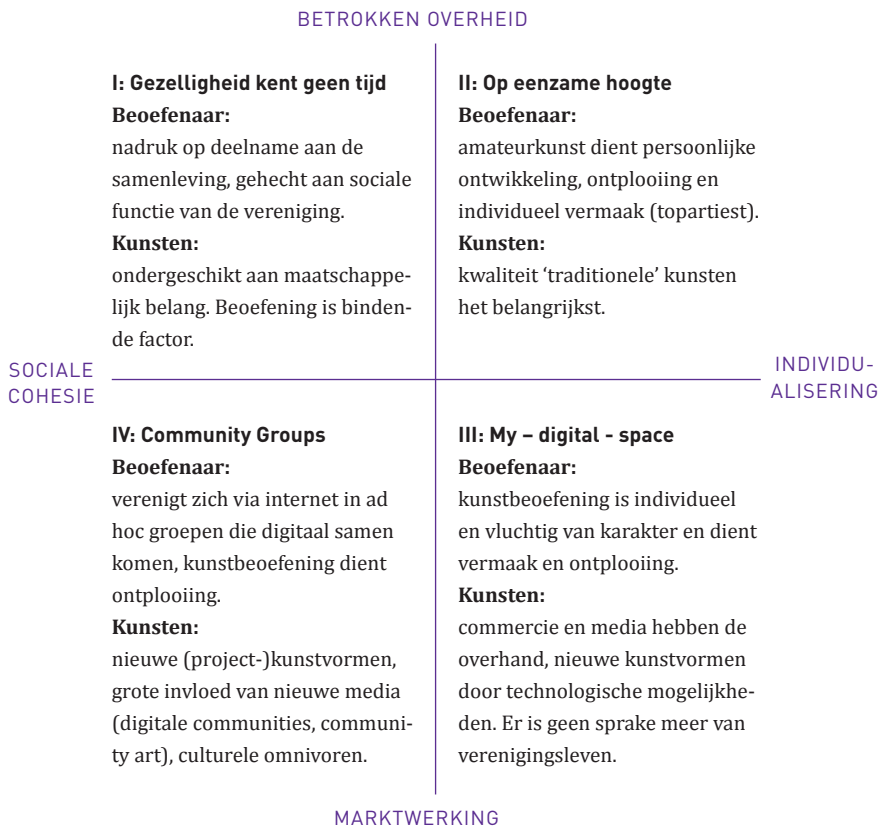 BETROKKEN OVERHEID
I: Gezelligheid kent geen tijd
Beoefenaar:
nadruk op deelname aan de
samenleving, gehecht aan sociale
functie van de vereniging.
Kunsten:
ondergeschikt aan maatschappe-
lijk belang. Beoefening is binden-
de factor.
II: Op eenzame hoogte
Beoefenaar:
amateurkunst dient persoonlijke
ontwikkeling, ontplooiing en
individueel vermaak (topartiest).
Kunsten:
kwaliteit ‘traditionele’ kunsten
het belangrijkst.
SOCIALE
COHESIE
INDIVIDU-
ALISERING
IV: Community Groups
Beoefenaar:
verenigt zich via internet in ad
hoc groepen die digitaal samen
komen, kunstbeoefening dient
ontplooiing.
Kunsten:
nieuwe (project-)kunstvormen,
grote invloed van nieuwe media
(digitale communities, communi-
ty art), culturele omnivoren.
III: My – digital - space
Beoefenaar:
kunstbeoefening is individueel
en vluchtig van karakter en dient
vermaak en ontplooiing.
Kunsten:
commercie en media hebben de
overhand, nieuwe kunstvormen
door technologische mogelijkhe-
den. Er is geen sprake meer van
verenigingsleven.
MARKTWERKING